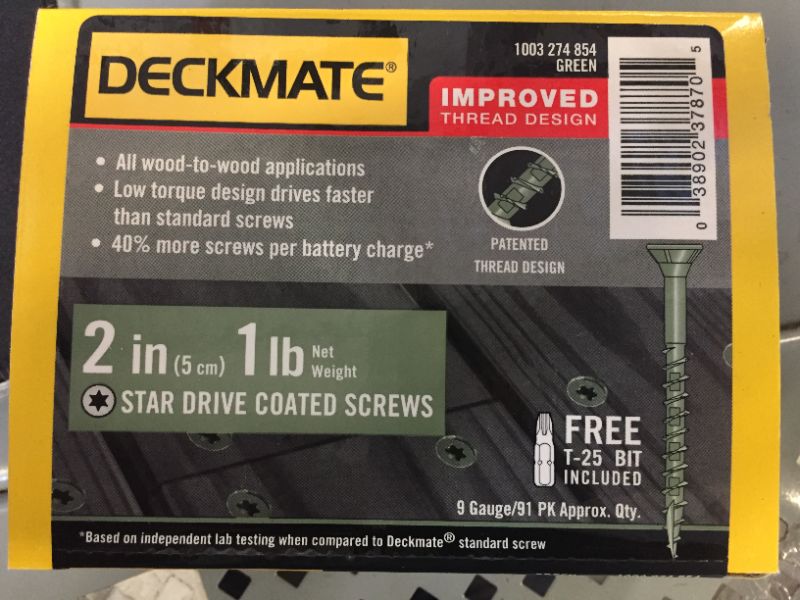 DECKMATE®
1003 274 854
GREEN
IMPROVED
THREAD DESIGN
0 38902 37870 5
• All wood-to-wood applications
• Low torque design drives faster
than standard screws
• 40% more screws per battery charge*
PATENTED
THREAD DESIGN
2 in (5 cm) 1 lb Net Weight
STAR DRIVE COATED SCREWS
FREE
T-25 BIT
INCLUDED
9 Gauge/91 PK Approx. Qty.
*Based on independent lab testing when compared to Deckmate® standard screw